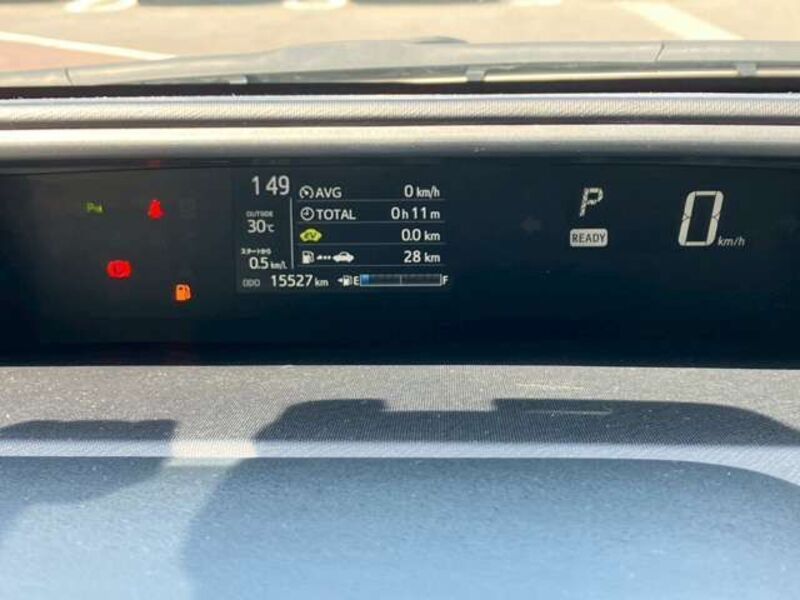 149
AVG 0 km/h
OUTSIDE
30℃
TOTAL 0h11m
EV 0.0 km
スタートから
0.5 km/L
28 km
ODO 15527 km
E F
P
READY
0 km/h